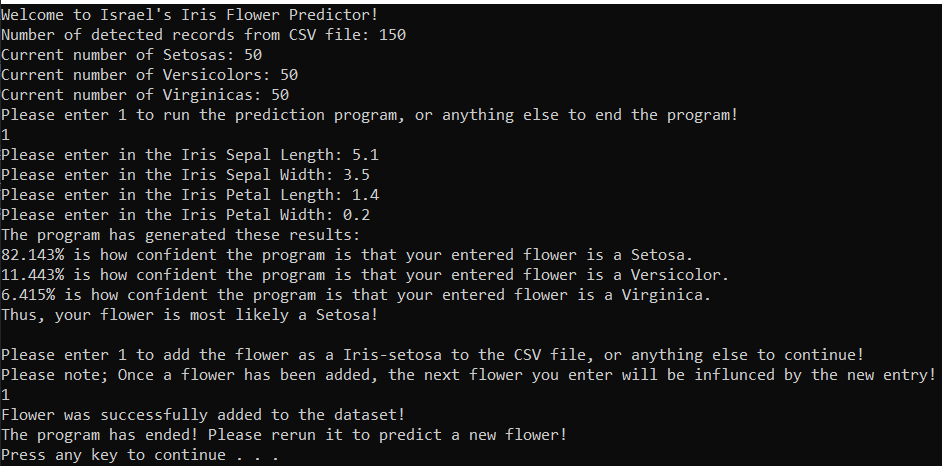 Welcome to Israel's Iris Flower Predictor!
Number of detected records from CSV file: 150
Current number of Setosas: 50
Current number of Versicolors: 50
Current number of Virginicas: 50
Please enter 1 to run the prediction program, or anything else to end the program!
1
Please enter in the Iris Sepal Length: 5.1
Please enter in the Iris Sepal Width: 3.5
Please enter in the Iris Petal Length: 1.4
Please enter in the Iris Petal Width: 0.2
The program has generated these results:
82.143% is how confident the program is that your entered flower is a Setosa.
11.443% is how confident the program is that your entered flower is a Versicolor.
6.415% is how confident the program is that your entered flower is a Virginica.
Thus, your flower is most likely a Setosa!
Please enter 1 to add the flower as a Iris-setosa to the CSV file, or anything else to continue!
Please note; Once a flower has been added, the next flower you enter will be influnced by the new entry!
1
Flower was successfully added to the dataset!
The program has ended! Please rerun it to predict a new flower!
Press any key to continue . . .